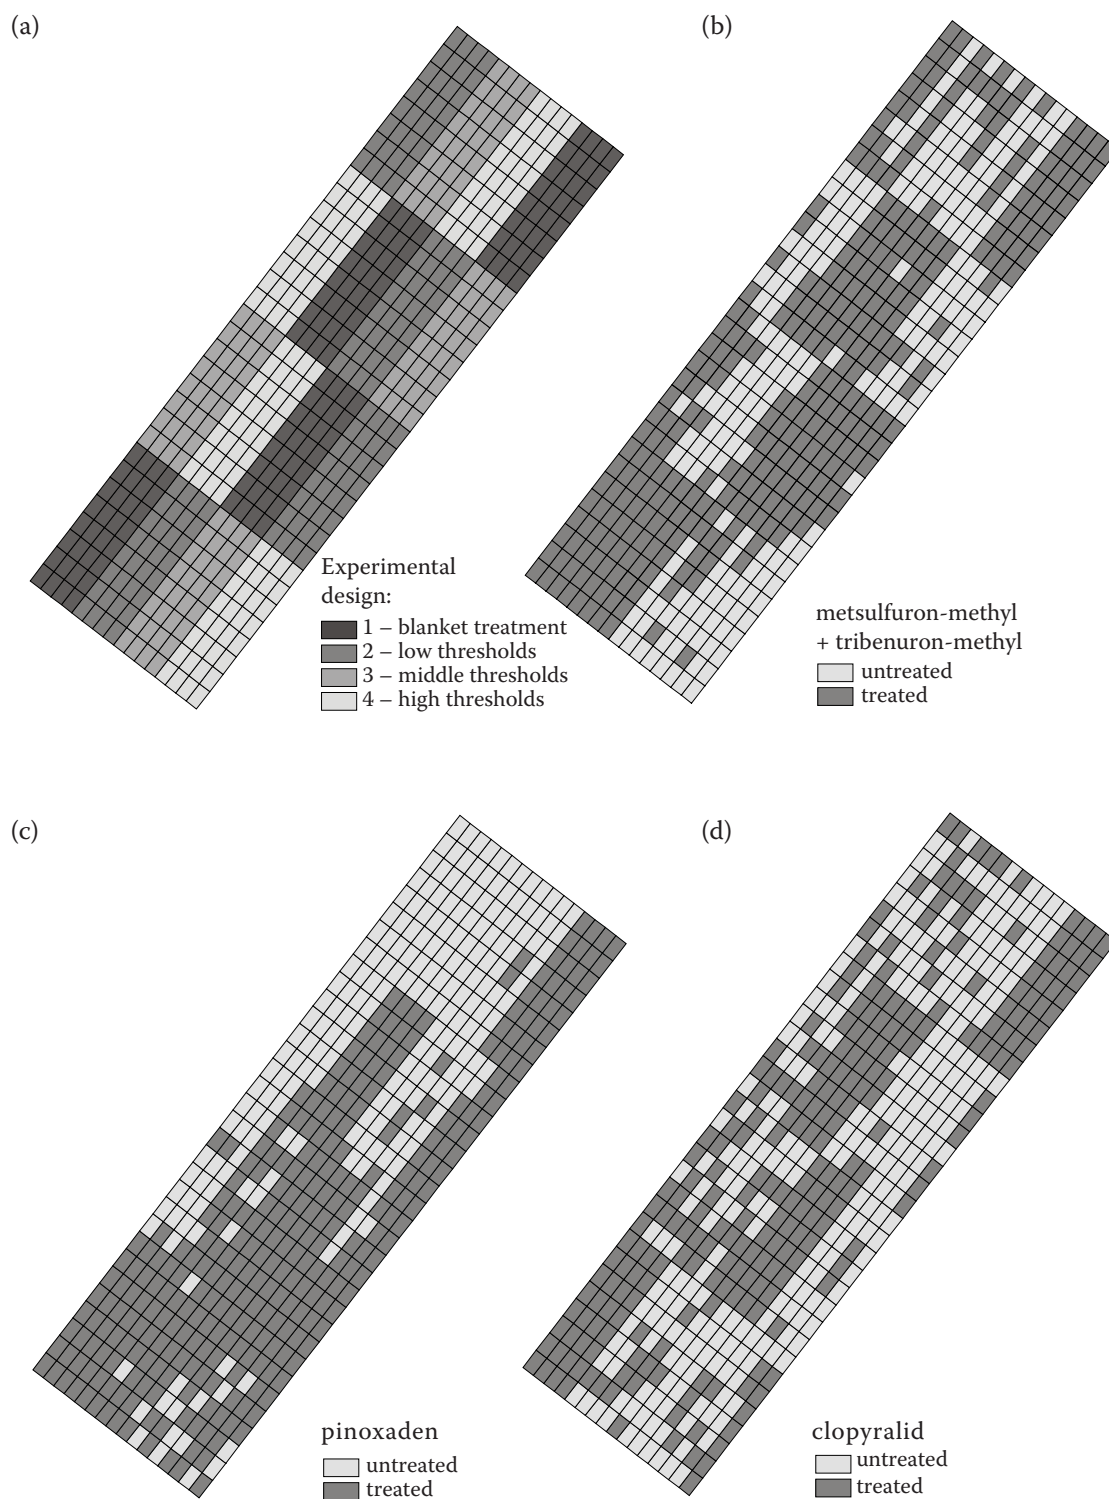 (a)
(b)
Experimental
design:
1 – blanket treatment
2 – low thresholds
3 – middle thresholds
4 – high thresholds
metsulfuron-methyl
+ tribenuron-methyl
untreated
treated
(c)
(d)
pinoxaden
untreated
treated
clopyralid
untreated
treated